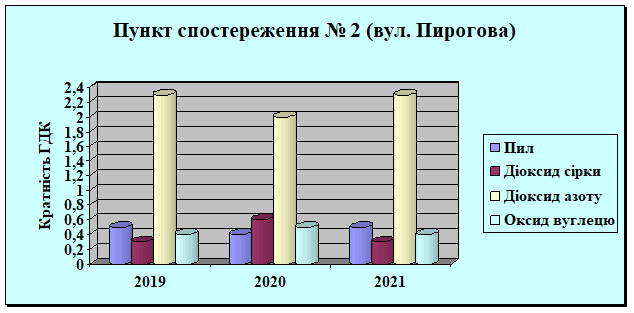 Пункт спостереження № 2 (вул. Пирогова)
Кратність ГДК
2,4
2,2
2
1,8
1,6
1,4
1,2
1
0,8
0,6
0,4
0,2
0
2019 2020 2021
Пил
Діоксид сірки
Діоксид азоту
Оксид вуглецю